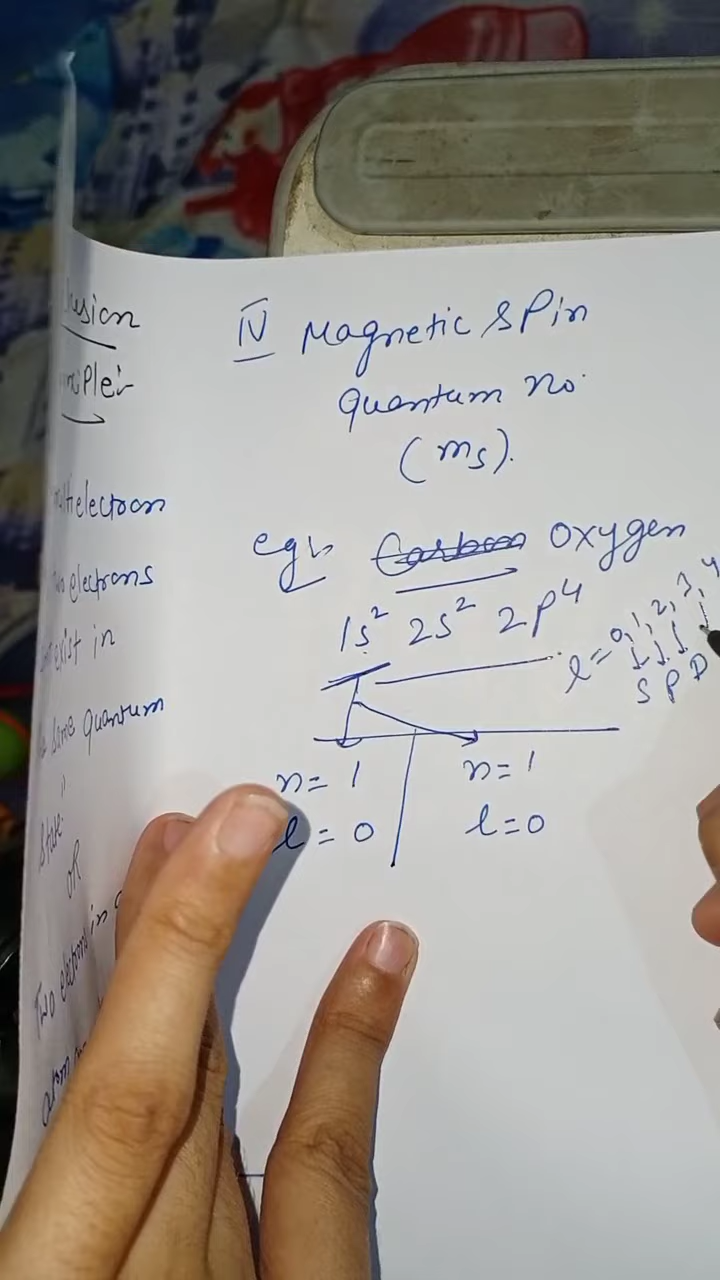 IV Magnetic spin
quantum no.
(ms).
eg:- Carbon Oxygen
1s² 2s² 2p⁴
l = 0, 1, 2, 3, 4
S P D
n = 1
l = 0
n = 1
l = 0
electrons
exist in
same quantum
State."
OR
Two electrons in